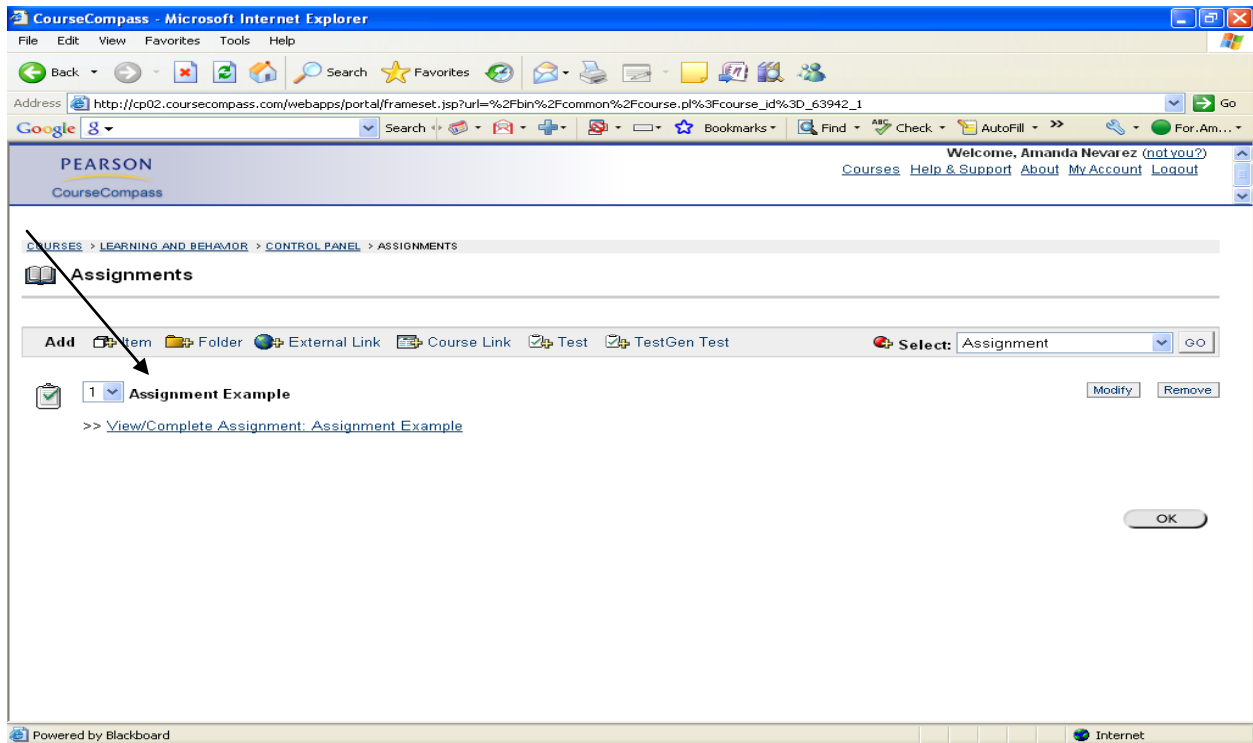 CourseCompass - Microsoft Internet Explorer
File Edit View Favorites Tools Help
Back Search Favorites
Address http://cp02.coursecompass.com/webapps/portal/frameset.jsp?url=%2Fbin%2Fcommon%2Fcourse.pl%3Fcourse_id%3D_63942_1 Go
Google Search Bookmarks Find Check AutoFill >> For.Am...
PEARSON
CourseCompass
Welcome, Amanda Nevarez (not you?)
Courses Help & Support About My Account Logout
COURSES > LEARNING AND BEHAVIOR > CONTROL PANEL > ASSIGNMENTS
Assignments
Add Item Folder External Link Course Link Test TestGen Test Select: Assignment GO
1 Assignment Example Modify Remove
>> View/Complete Assignment: Assignment Example
OK
Powered by Blackboard Internet